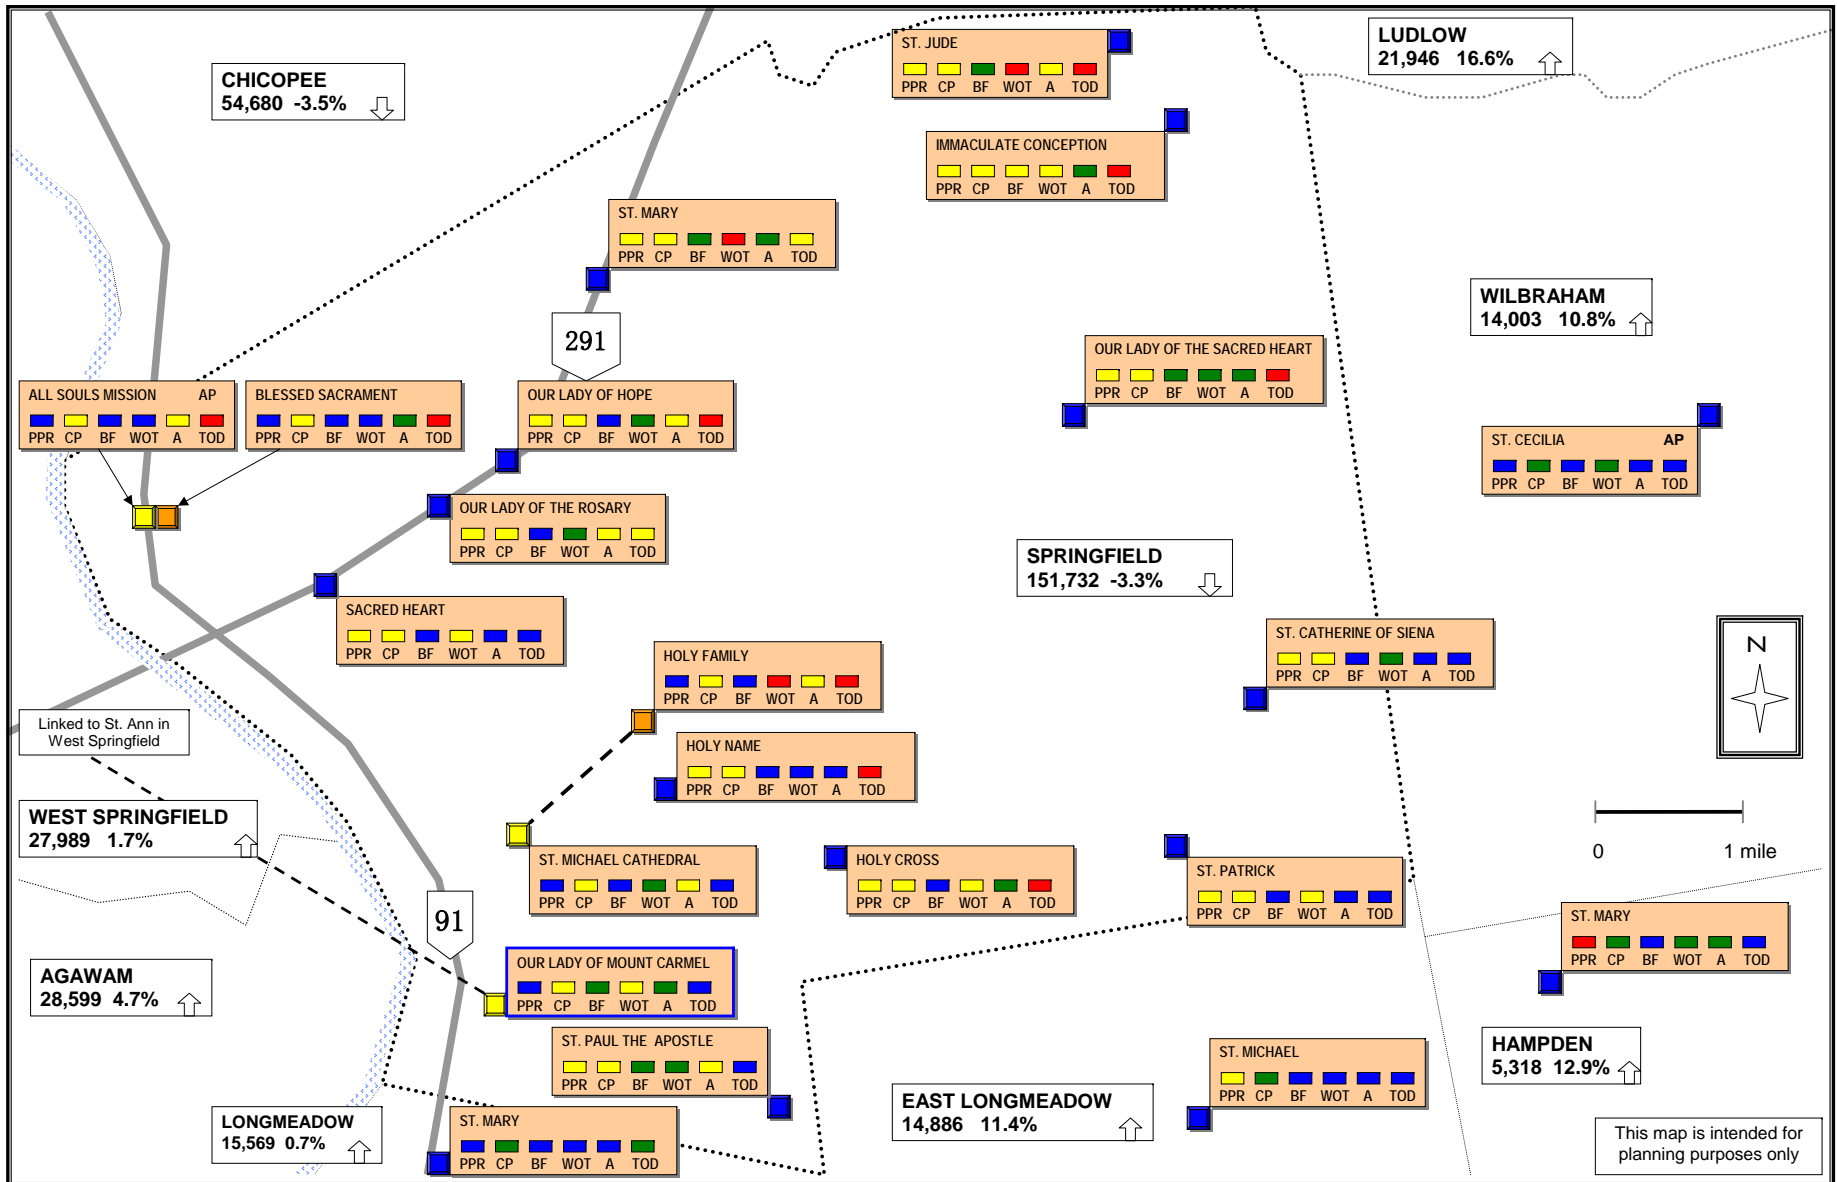 ST. JUDE
PPR CP BF WOT A TOD
LUDLOW
21,946 16.6%
CHICOPEE
54,680 -3.5%
IMMACULATE CONCEPTION
PPR CP BF WOT A TOD
ST. MARY
PPR CP BF WOT A TOD
WILBRAHAM
14,003 10.8%
291
OUR LADY OF THE SACRED HEART
PPR CP BF WOT A TOD
ALL SOULS MISSION AP
PPR CP BF WOT A TOD
BLESSED SACRAMENT
PPR CP BF WOT A TOD
OUR LADY OF HOPE
PPR CP BF WOT A TOD
ST. CECILIA AP
PPR CP BF WOT A TOD
OUR LADY OF THE ROSARY
PPR CP BF WOT A TOD
SPRINGFIELD
151,732 -3.3%
SACRED HEART
PPR CP BF WOT A TOD
ST. CATHERINE OF SIENA
PPR CP BF WOT A TOD
N
HOLY FAMILY
PPR CP BF WOT A TOD
Linked to St. Ann in
West Springfield
HOLY NAME
PPR CP BF WOT A TOD
WEST SPRINGFIELD
27,989 1.7%
0 1 mile
ST. MICHAEL CATHEDRAL
PPR CP BF WOT A TOD
HOLY CROSS
PPR CP BF WOT A TOD
ST. PATRICK
PPR CP BF WOT A TOD
91
ST. MARY
PPR CP BF WOT A TOD
AGAWAM
28,599 4.7%
OUR LADY OF MOUNT CARMEL
PPR CP BF WOT A TOD
ST. PAUL THE APOSTLE
PPR CP BF WOT A TOD
HAMPDEN
5,318 12.9%
ST. MICHAEL
PPR CP BF WOT A TOD
EAST LONGMEADOW
14,886 11.4%
LONGMEADOW
15,569 0.7%
ST. MARY
PPR CP BF WOT A TOD
This map is intended for
planning purposes only